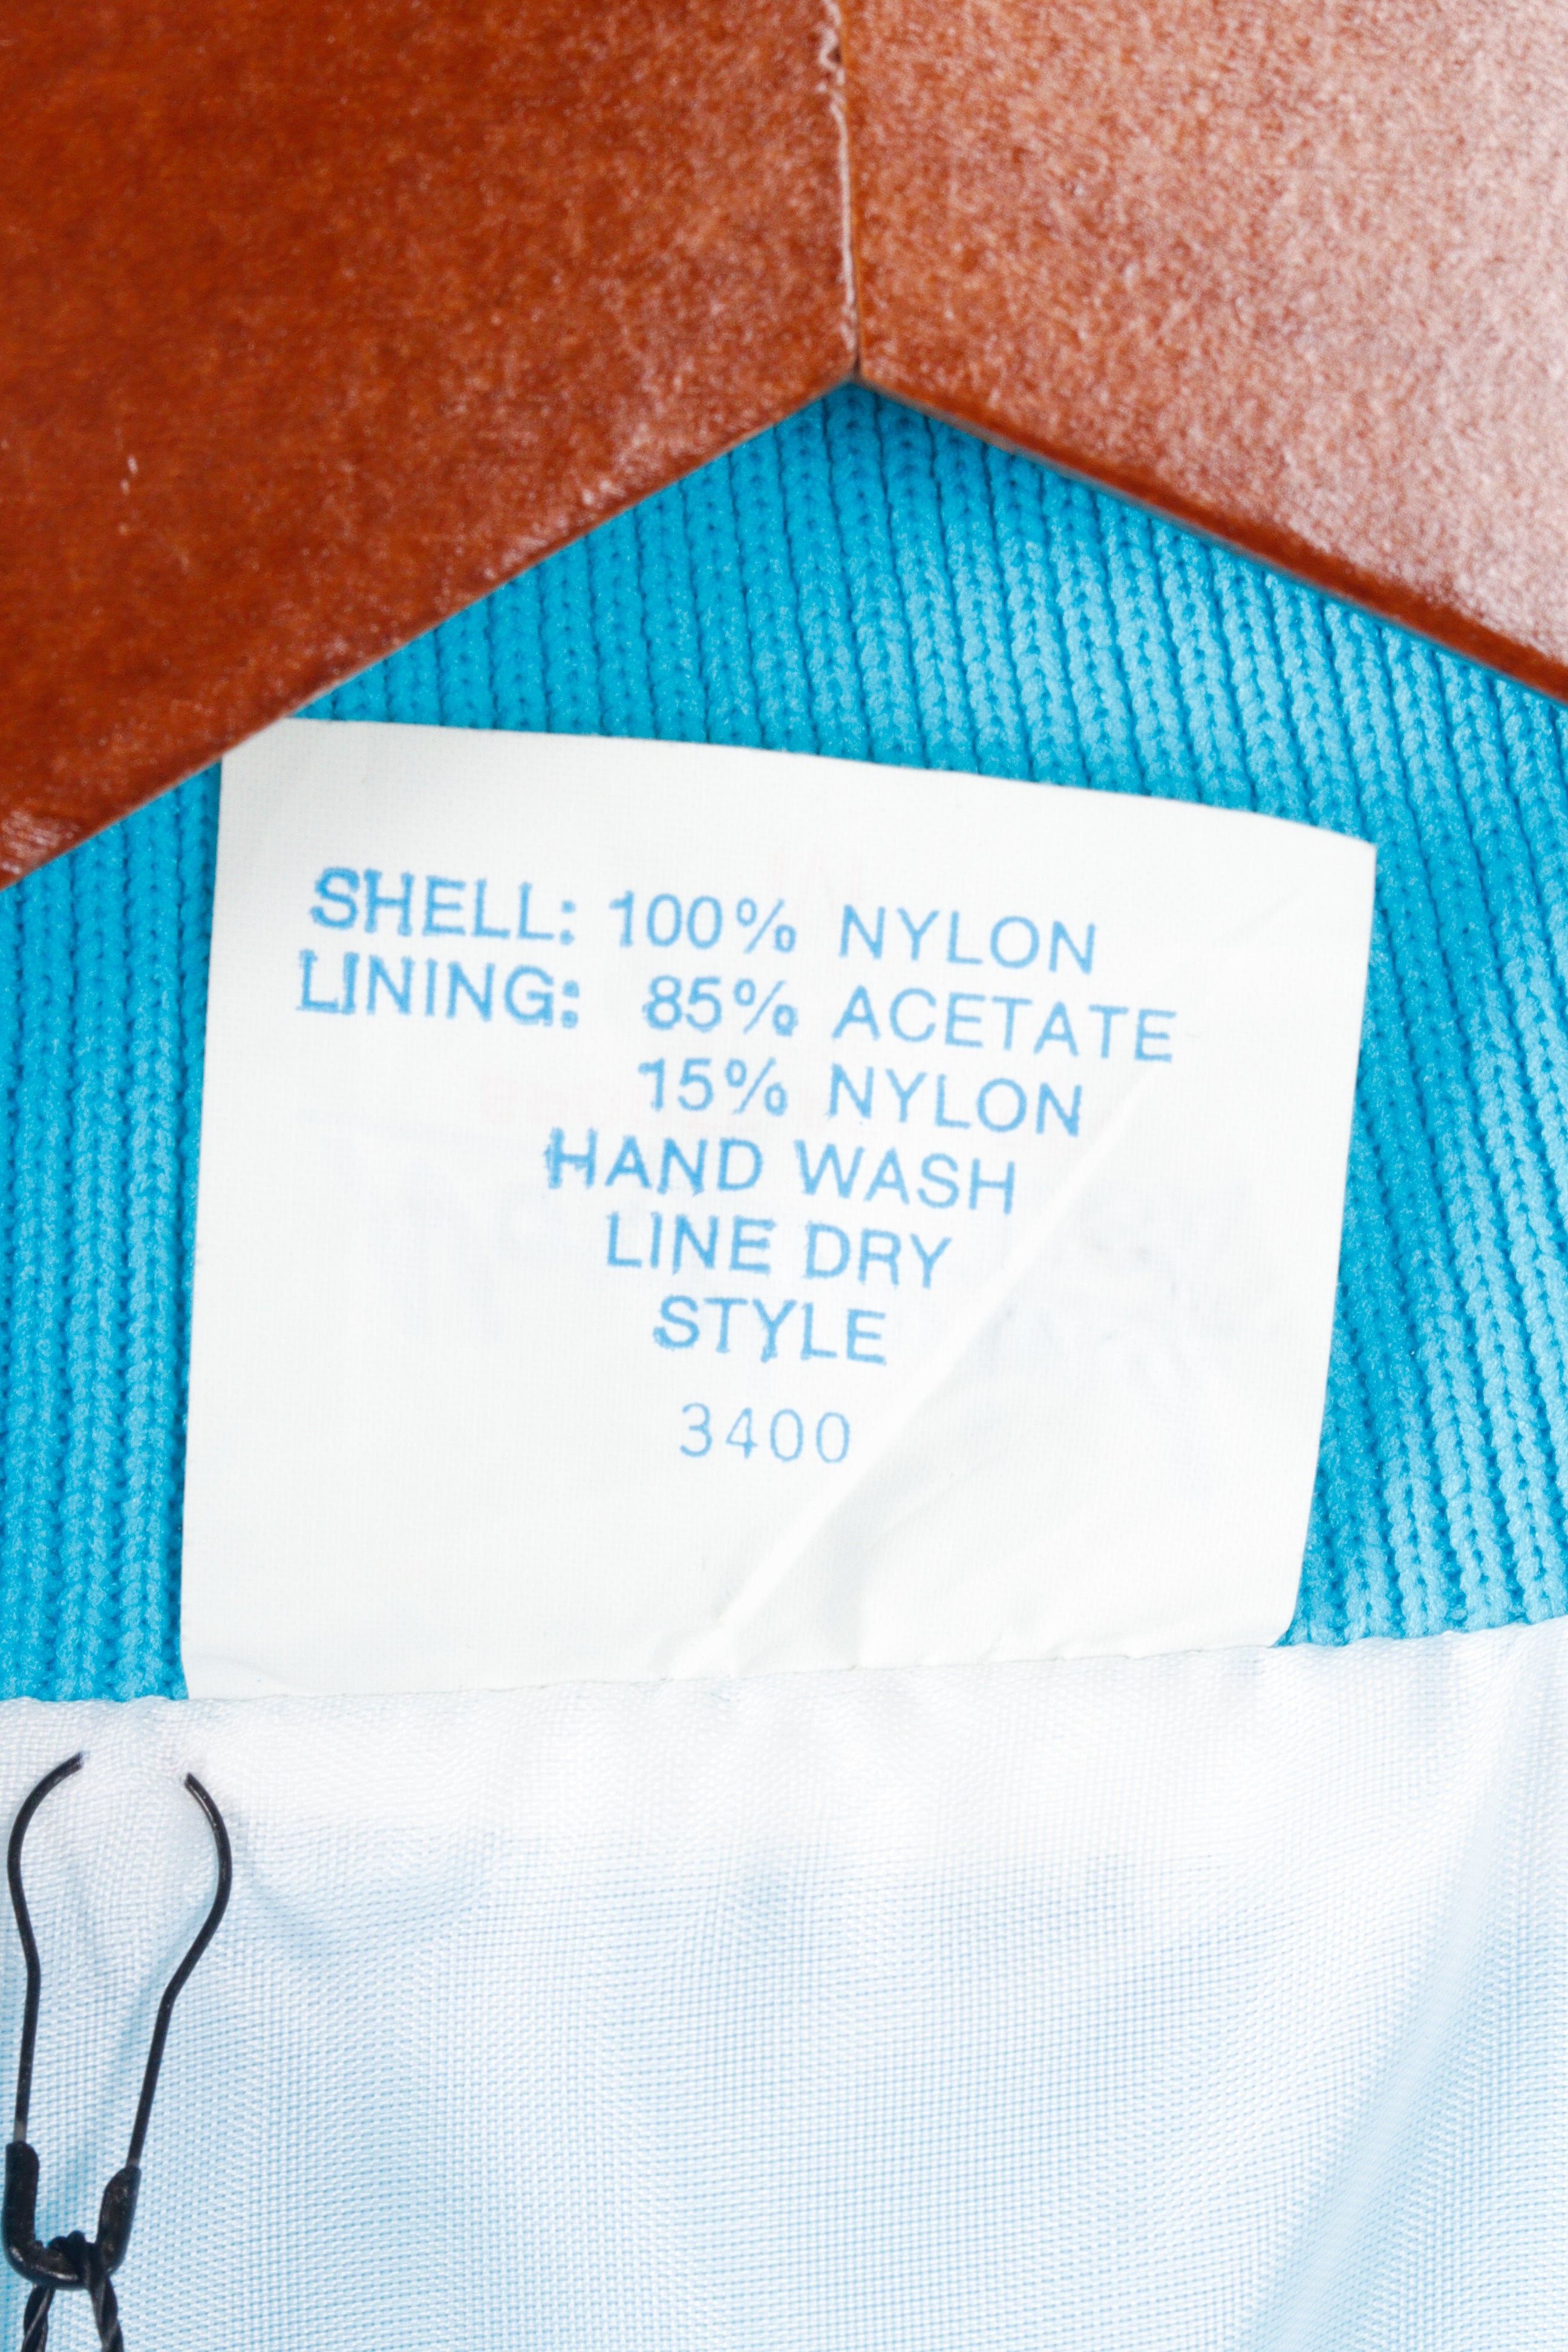 SHELL: 100% NYLON
LINING: 85% ACETATE
15% NYLON
HAND WASH
LINE DRY
STYLE
3400